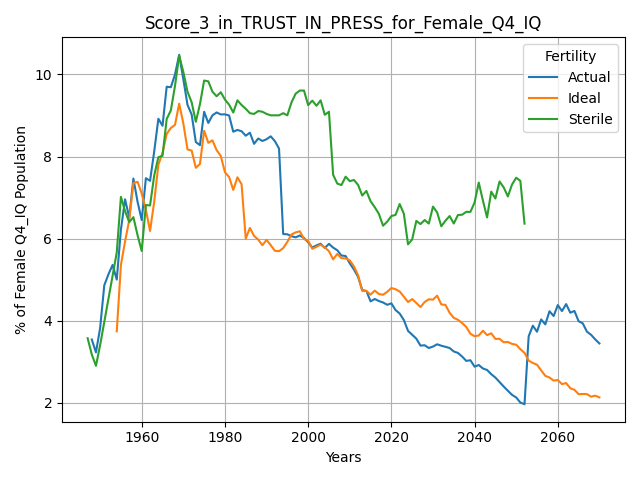 Score_3_in_TRUST_IN_PRESS_for_Female_Q4_IQ
% of Female Q4_IQ Population
10
8
6
4
2
Fertility
Actual
Ideal
Sterile
1960 1980 2000 2020 2040 2060
Years